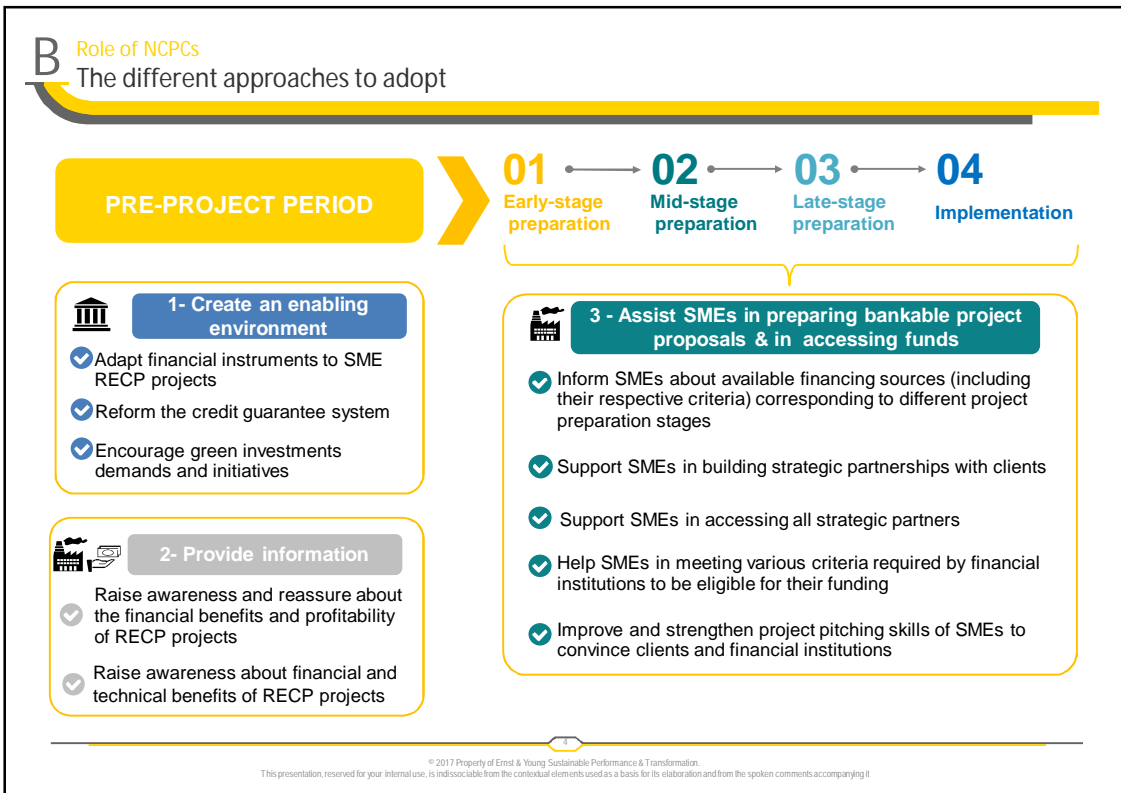 B
Role of NCPCs
The different approaches to adopt
PRE-PROJECT PERIOD
01
Early-stage
preparation
02
Mid-stage
preparation
03
Late-stage
preparation
04
Implementation
1- Create an enabling
environment
Adapt financial instruments to SME
RECP projects
Reform the credit guarantee system
Encourage green investments
demands and initiatives
2- Provide information
Raise awareness and reassure about
the financial benefits and profitability
of RECP projects
Raise awareness about financial and
technical benefits of RECP projects
3 - Assist SMEs in preparing bankable project
proposals & in accessing funds
Inform SMEs about available financing sources (including
their respective criteria) corresponding to different project
preparation stages
Support SMEs in building strategic partnerships with clients
Support SMEs in accessing all strategic partners
Help SMEs in meeting various criteria required by financial
institutions to be eligible for their funding
Improve and strengthen project pitching skills of SMEs to
convince clients and financial institutions
4
© 2017 Property of Ernst & Young Sustainable Performance & Transformation.
This presentation, reserved for your internal use, is indissociable from the contextual elements used as a basis for its elaboration and from the spoken comments accompanying it